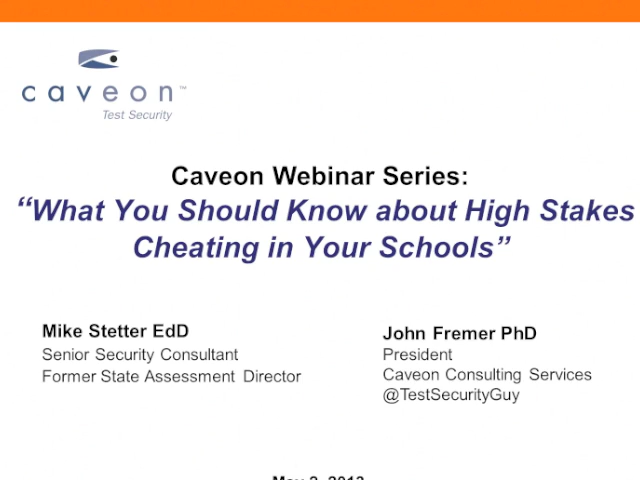 caveon™
Test Security
Caveon Webinar Series:
“What You Should Know about High Stakes
Cheating in Your Schools”
Mike Stetter EdD
Senior Security Consultant
Former State Assessment Director
John Fremer PhD
President
Caveon Consulting Services
@TestSecurityGuy